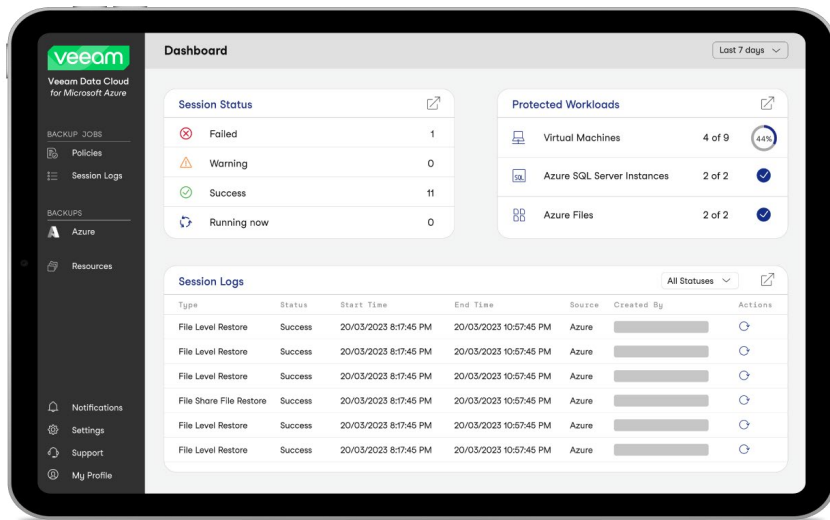 veeam
Veeam Data Cloud
for Microsoft Azure
BACKUP JOBS
Policies
Session Logs
BACKUPS
Azure
Resources
Notifications
Settings
Support
My Profile
Dashboard
Last 7 days
Session Status
Failed 1
Warning 0
Success 11
Running now 0
Protected Workloads
Virtual Machines 4 of 9 44%
SQL Azure SQL Server Instances 2 of 2
Azure Files 2 of 2
Session Logs All Statuses
Type Status Start Time End Time Source Created By Actions
File Level Restore Success 20/03/2023 8:17:45 PM 20/03/2023 10:57:45 PM Azure
File Level Restore Success 20/03/2023 8:17:45 PM 20/03/2023 10:57:45 PM Azure
File Level Restore Success 20/03/2023 8:17:45 PM 20/03/2023 10:57:45 PM Azure
File Share File Restore Success 20/03/2023 8:17:45 PM 20/03/2023 10:57:45 PM Azure
File Level Restore Success 20/03/2023 8:17:45 PM 20/03/2023 10:57:45 PM Azure
File Level Restore Success 20/03/2023 8:17:45 PM 20/03/2023 10:57:45 PM Azure